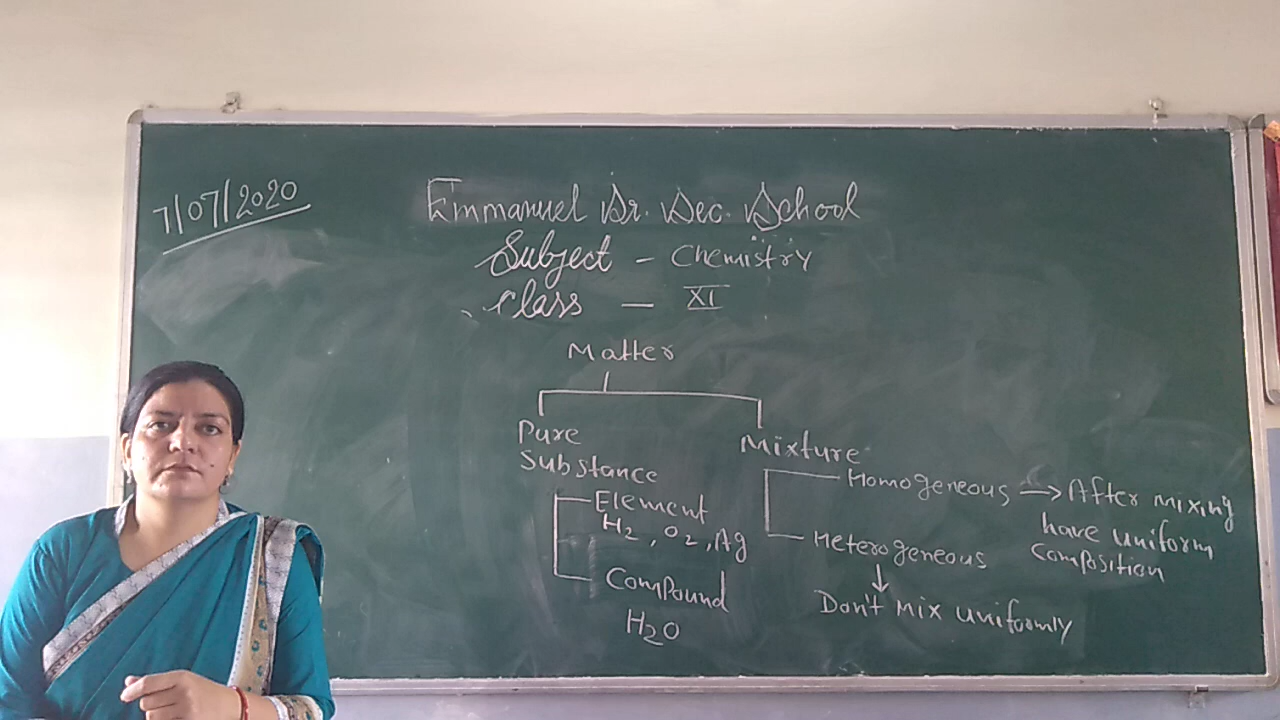 7/07/2020
Emmanuel Sr. Sec. School
Subject - Chemistry
Class - XI
Matter
Pure
Substance
Element
H2, O2, Ag
Compound
H2O
Mixture
Homogeneous → After mixing
have uniform
composition
Heterogeneous
↓
Don't mix uniformly